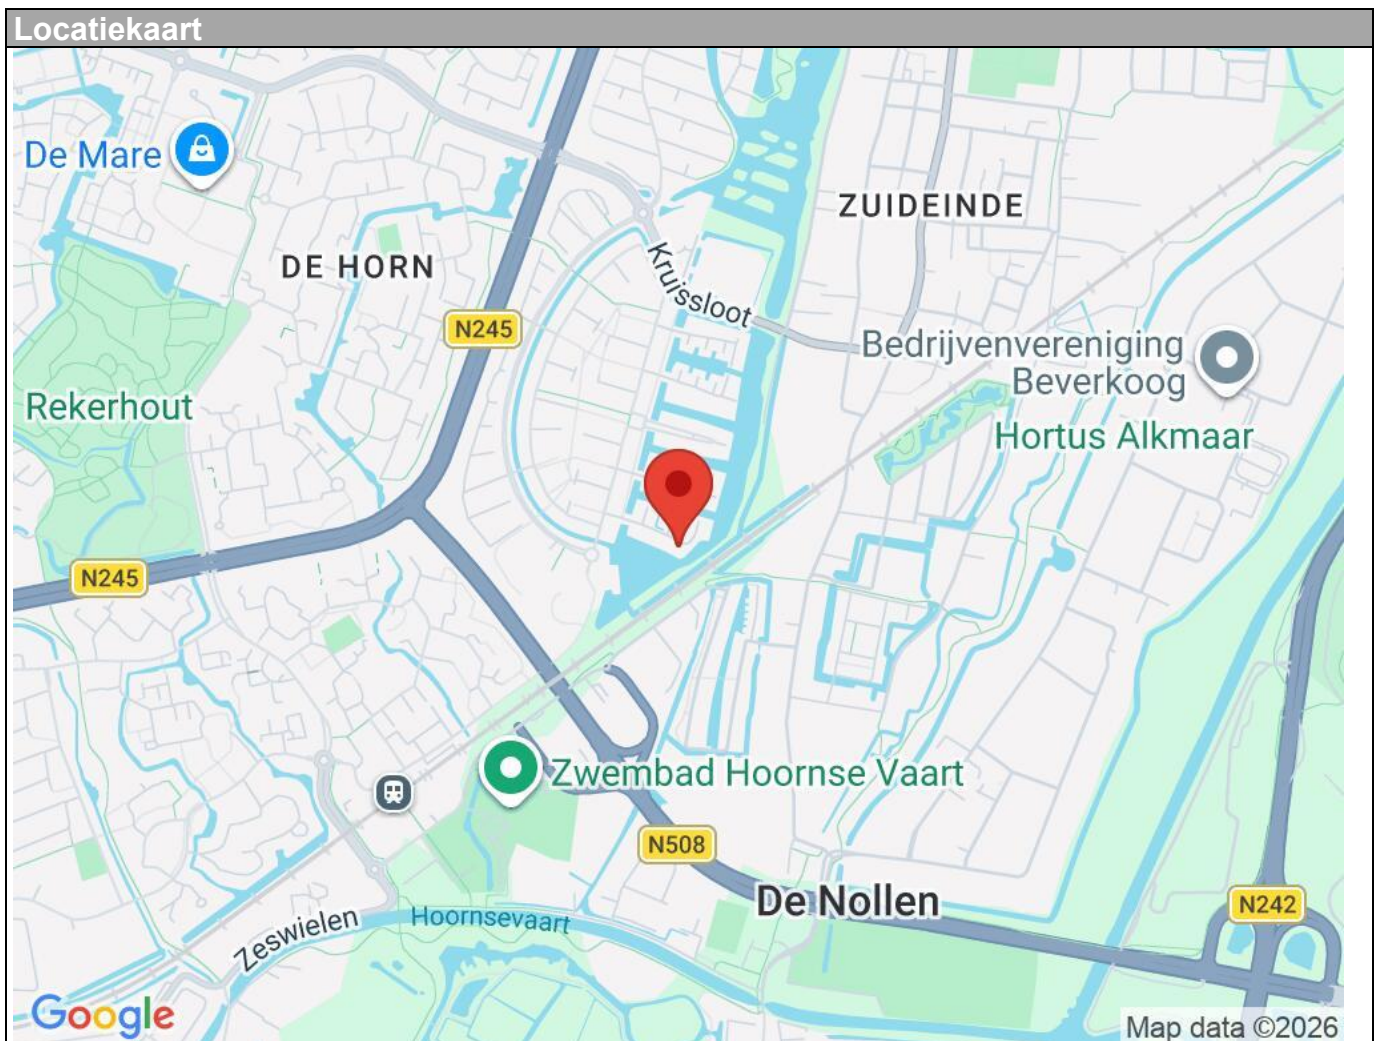 Locatiekaart
De Mare
ZUIDEINDE
DE HORN
Kruissloot
N245
Bedrijvenvereniging
Beverkoog
Rekerhout
Hortus Alkmaar
N245
Zwembad Hoornse Vaart
N508
De Nollen
N242
Hoornsevaart
Zeswielen
Google
Map data ©2026